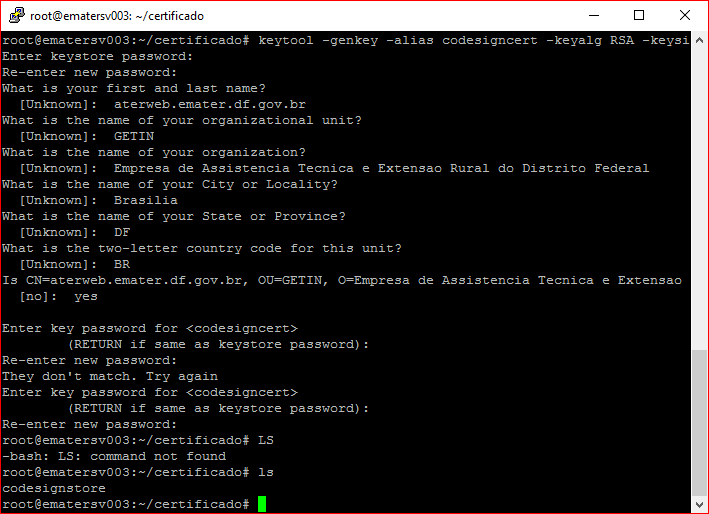 root@ematersv003: ~/certificado
root@ematersv003:~/certificado# keytool -genkey -alias codesigncert -keyalg RSA -keysi
Enter keystore password:
Re-enter new password:
What is your first and last name?
  [Unknown]:  aterweb.emater.df.gov.br
What is the name of your organizational unit?
  [Unknown]:  GETIN
What is the name of your organization?
  [Unknown]:  Empresa de Assistencia Tecnica e Extensao Rural do Distrito Federal
What is the name of your City or Locality?
  [Unknown]:  Brasilia
What is the name of your State or Province?
  [Unknown]:  DF
What is the two-letter country code for this unit?
  [Unknown]:  BR
Is CN=aterweb.emater.df.gov.br, OU=GETIN, O=Empresa de Assistencia Tecnica e Extensao
  [no]:  yes

Enter key password for <codesigncert>
        (RETURN if same as keystore password):
Re-enter new password:
They don't match. Try again
Enter key password for <codesigncert>
        (RETURN if same as keystore password):
Re-enter new password:
root@ematersv003:~/certificado# LS
-bash: LS: command not found
root@ematersv003:~/certificado# ls
codesignstore
root@ematersv003:~/certificado#